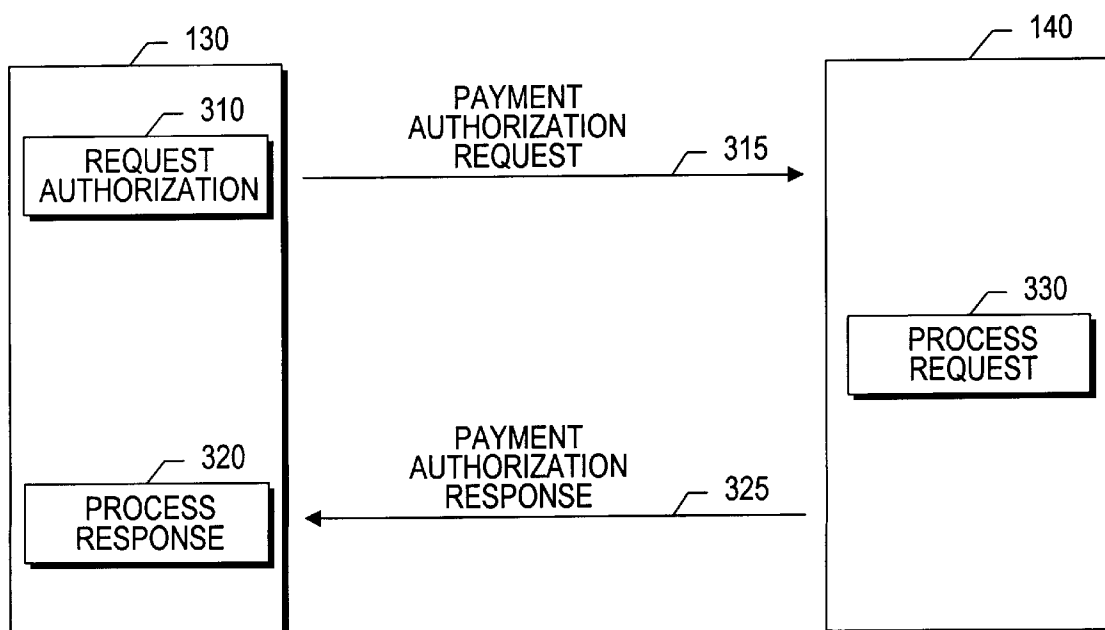 130
140
310
REQUEST
AUTHORIZATION
PAYMENT
AUTHORIZATION
REQUEST
315
330
PROCESS
REQUEST
320
PROCESS
RESPONSE
PAYMENT
AUTHORIZATION
RESPONSE
325